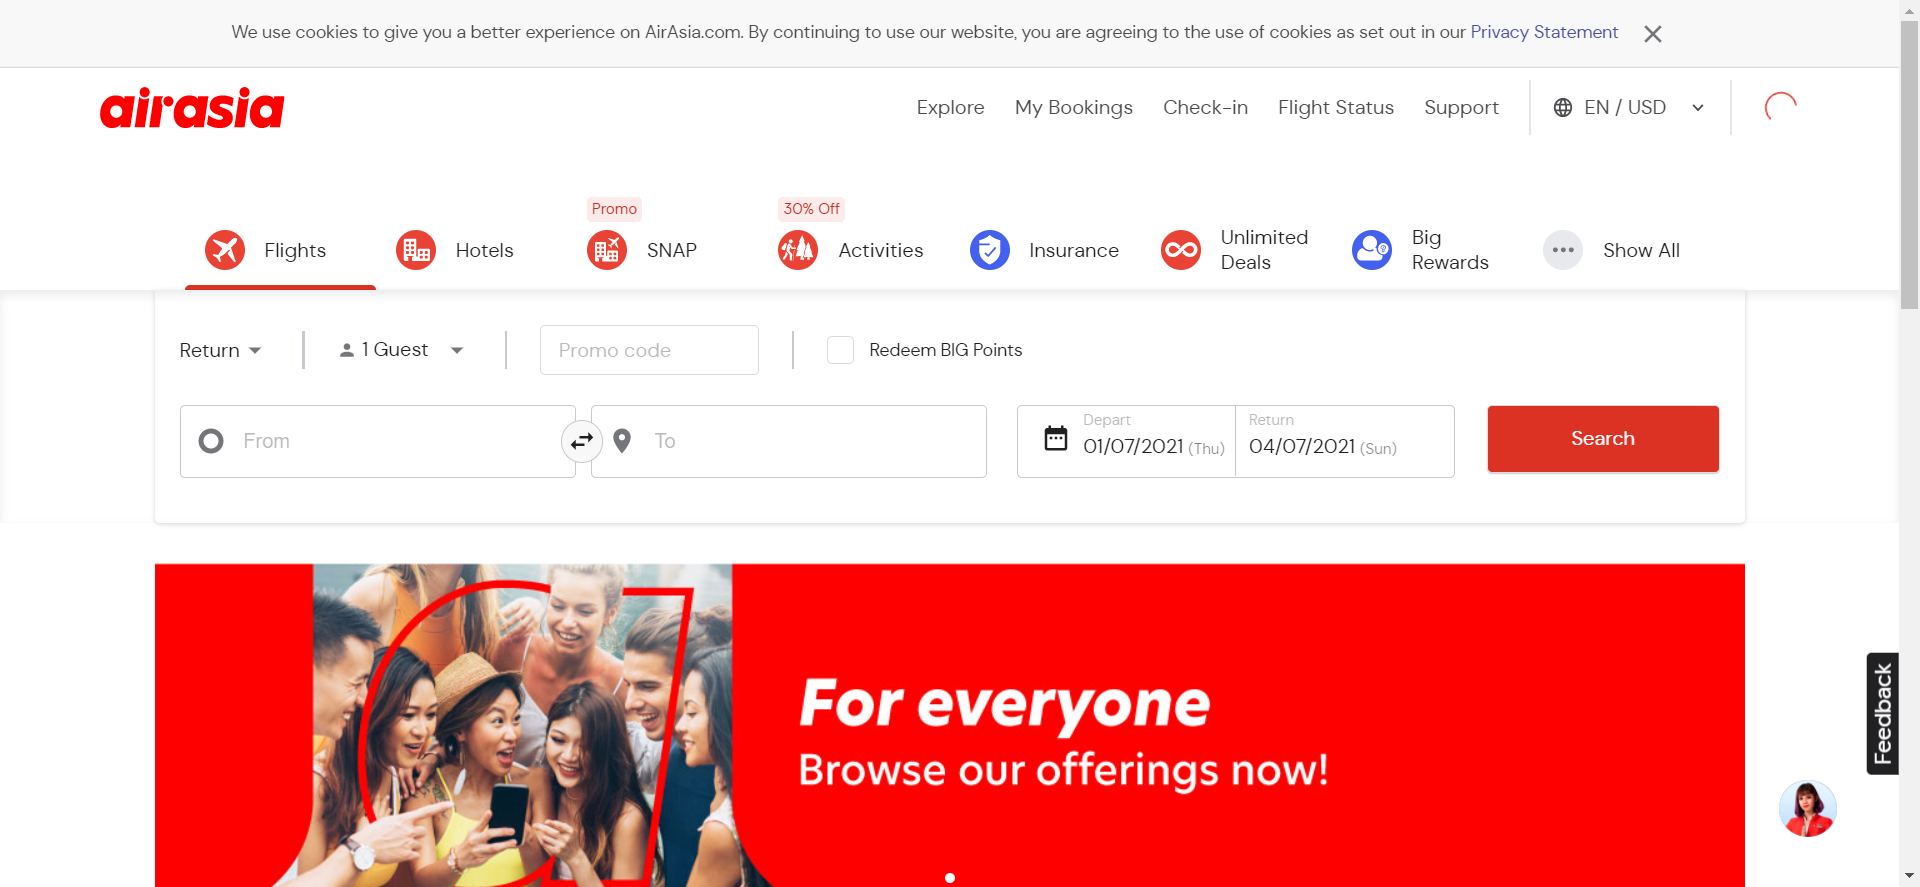 We use cookies to give you a better experience on AirAsia.com. By continuing to use our website, you are agreeing to the use of cookies as set out in our Privacy Statement
airasia
Explore
My Bookings
Check-in
Flight Status
Support
EN / USD
Promo
30% Off
Flights
Hotels
SNAP
Activities
Insurance
Unlimited
Deals
Big
Rewards
Show All
Return
1 Guest
Promo code
Redeem BIG Points
From
To
Depart
01/07/2021 (Thu)
Return
04/07/2021 (Sun)
Search
For everyone
Browse our offerings now!
Feedback